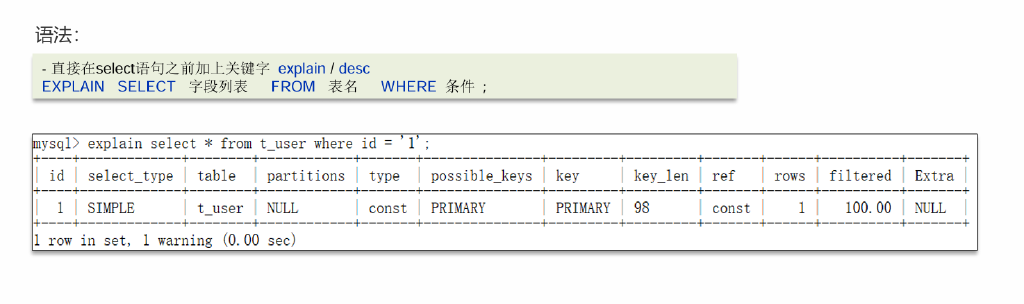 语法：
- 直接在select语句之前加上关键字 explain / desc
EXPLAIN SELECT 字段列表 FROM 表名 WHERE 条件 ;
mysql> explain select * from t_user where id = '1';
+----+-------------+--------+------------+-------+---------------+---------+---------+-------+------+----------+-------+
| id | select_type | table | partitions | type | possible_keys | key | key_len | ref | rows | filtered | Extra |
+----+-------------+--------+------------+-------+---------------+---------+---------+-------+------+----------+-------+
| 1 | SIMPLE | t_user | NULL | const | PRIMARY | PRIMARY | 98 | const | 1 | 100.00 | NULL |
+----+-------------+--------+------------+-------+---------------+---------+---------+-------+------+----------+-------+
1 row in set, 1 warning (0.00 sec)